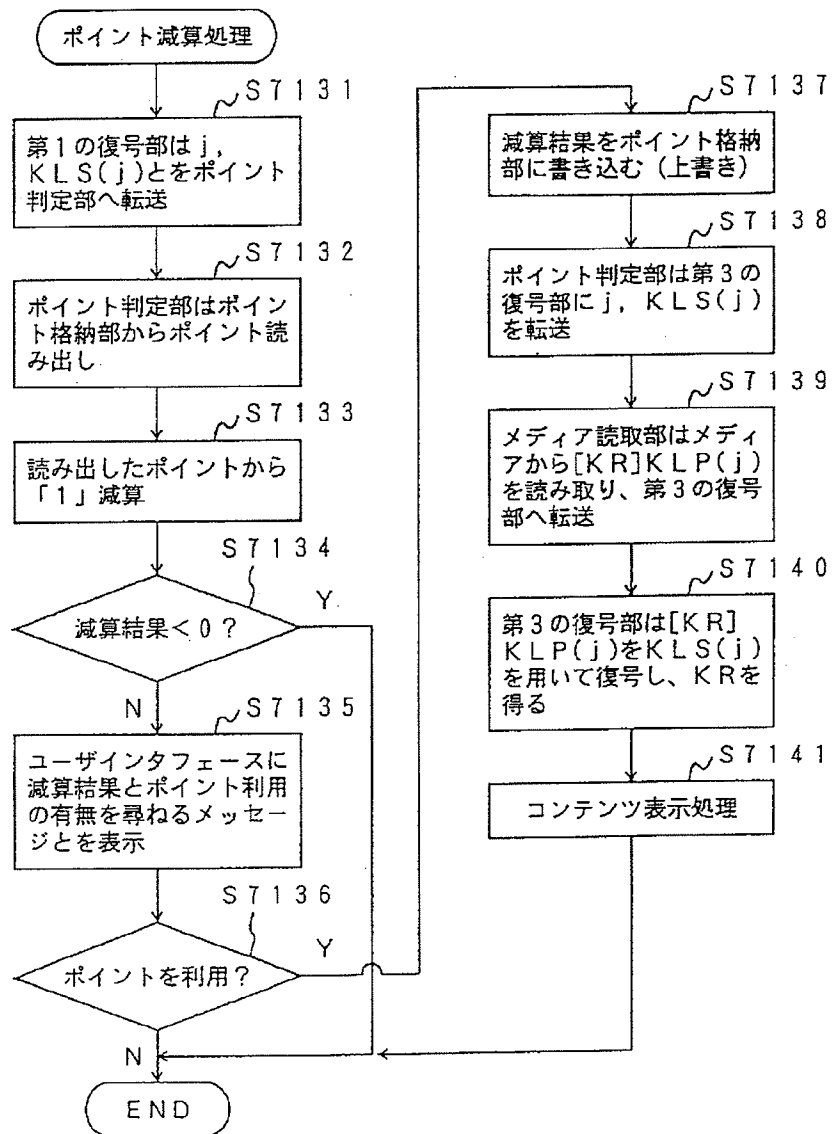 ポイント減算処理
S7131
第1の復号部はj,
KLS(j)とをポイント
判定部へ転送
S7132
ポイント判定部はポイン
ト格納部からポイント読
み出し
S7133
読み出したポイントから
「1」減算
S7134
減算結果<0?
Y
N
S7135
ユーザインタフェースに
減算結果とポイント利用
の有無を尋ねるメッセー
ジとを表示
S7136
ポイントを利用?
Y
N
END
S7137
減算結果をポイント格納
部に書き込む(上書き)
S7138
ポイント判定部は第3の
復号部にj, KLS(j)
を転送
S7139
メディア読取部はメディ
アから[KR]KLP(j)
を読み取り、第3の復号
部へ転送
S7140
第3の復号部は[KR]
KLP(j)をKLS(j)
を用いて復号し、KRを
得る
S7141
コンテンツ表示処理